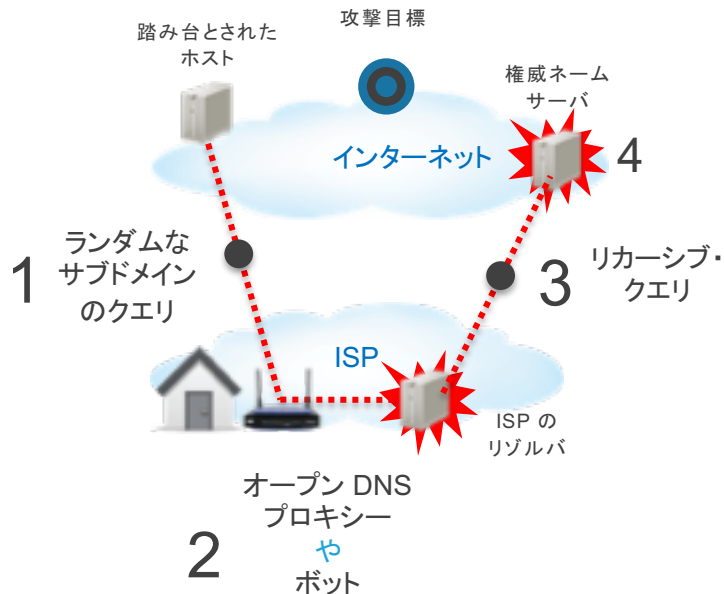 踏み台とされた
ホスト
攻撃目標
権威ネーム
サーバ
インターネット
4
1
ランダムな
サブドメイン
のクエリ
3
リカーシブ・
クエリ
ISP
ISP の
リゾルバ
2
オープン DNS
プロキシー
や
ボット